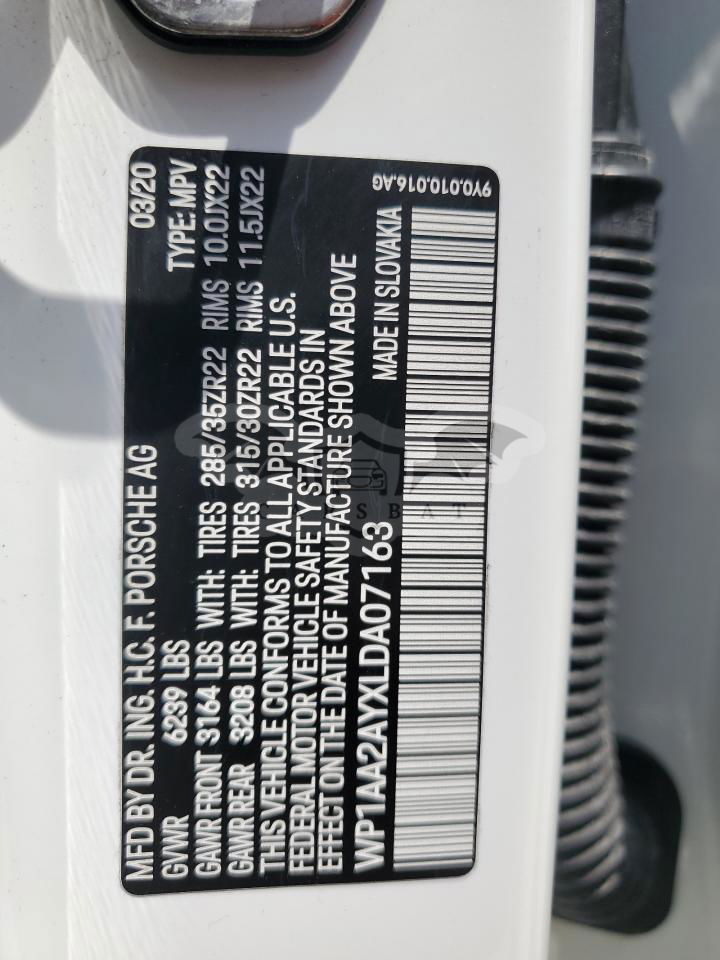 MFD BY DR. ING. H.C. F. PORSCHE AG 03/20
GVWR 6239 LBS TYPE: MPV
GAWR FRONT 3164 LBS WITH: TIRES 285/35ZR22 RIMS 10.0JX22
GAWR REAR 3208 LBS WITH: TIRES 315/30ZR22 RIMS 11.5JX22
THIS VEHICLE CONFORMS TO ALL APPLICABLE U.S.
FEDERAL MOTOR VEHICLE SAFETY STANDARDS IN
EFFECT ON THE DATE OF MANUFACTURE SHOWN ABOVE
WP1AA2AYXLDA07163 MADE IN SLOVAKIA
9Y0.010.016.AG